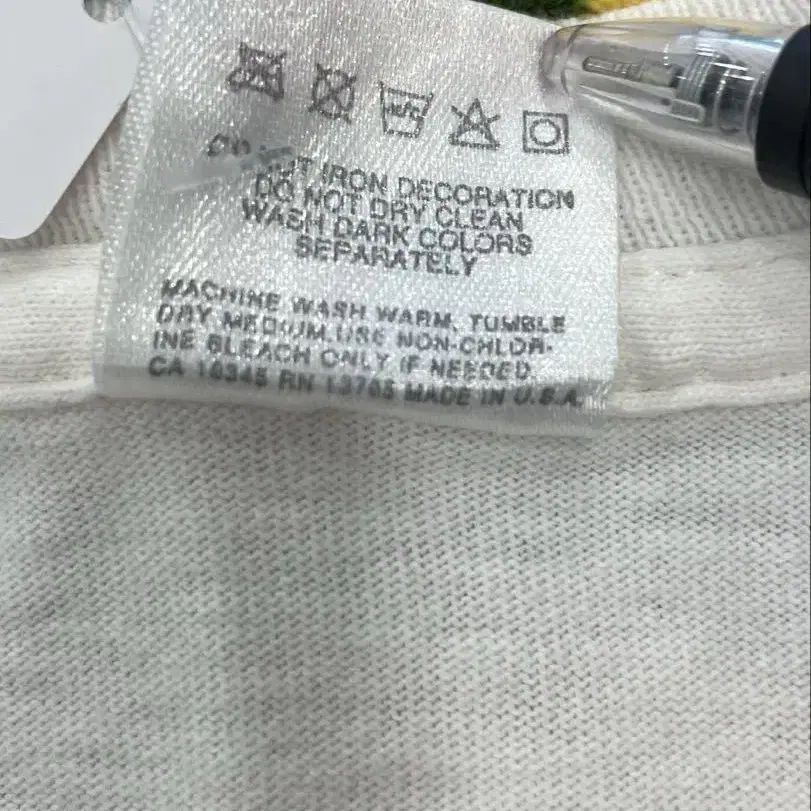 DO NOT IRON DECORATION
DO NOT DRY CLEAN
WASH DARK COLORS
SEPARATELY
MACHINE WASH WARM, TUMBLE
DRY MEDIUM.USE NON-CHLOR-
INE BLEACH ONLY IF NEEDED.
CA 10345 RN 13765 MADE IN U.S.A.